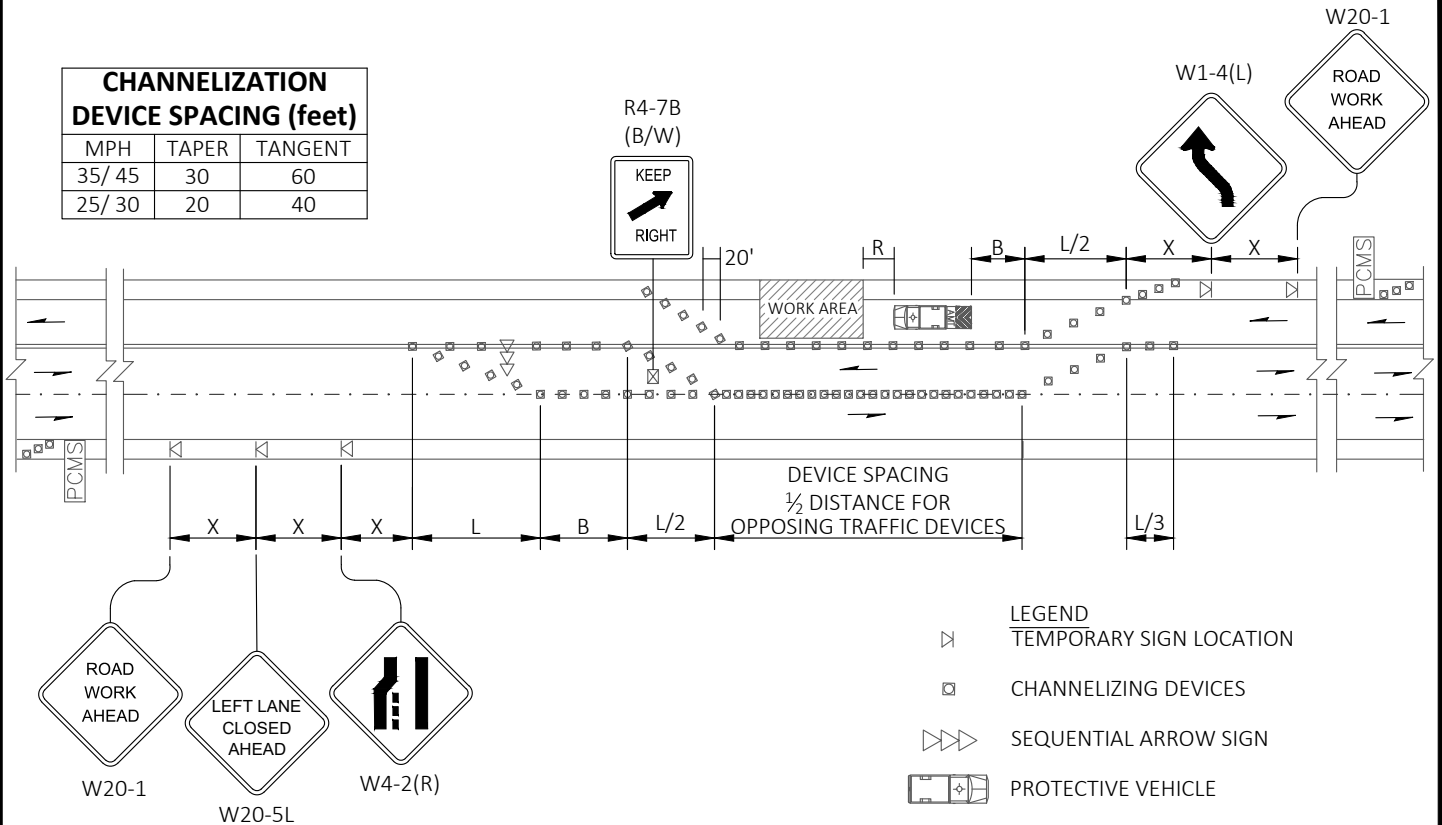 CHANNELIZATION
DEVICE SPACING (feet)
MPH TAPER TANGENT
35/ 45 30 60
25/ 30 20 40
R4-7B
(B/W)
KEEP
RIGHT
W1-4(L)
W20-1
ROAD
WORK
AHEAD
20'
R
B
L/2
X
X
PCMS
WORK AREA
PCMS
DEVICE SPACING
½ DISTANCE FOR
OPPOSING TRAFFIC DEVICES
X
X
X
L
B
L/2
L/3
ROAD
WORK
AHEAD
W20-1
LEFT LANE
CLOSED
AHEAD
W20-5L
W4-2(R)
LEGEND
TEMPORARY SIGN LOCATION
CHANNELIZING DEVICES
SEQUENTIAL ARROW SIGN
PROTECTIVE VEHICLE